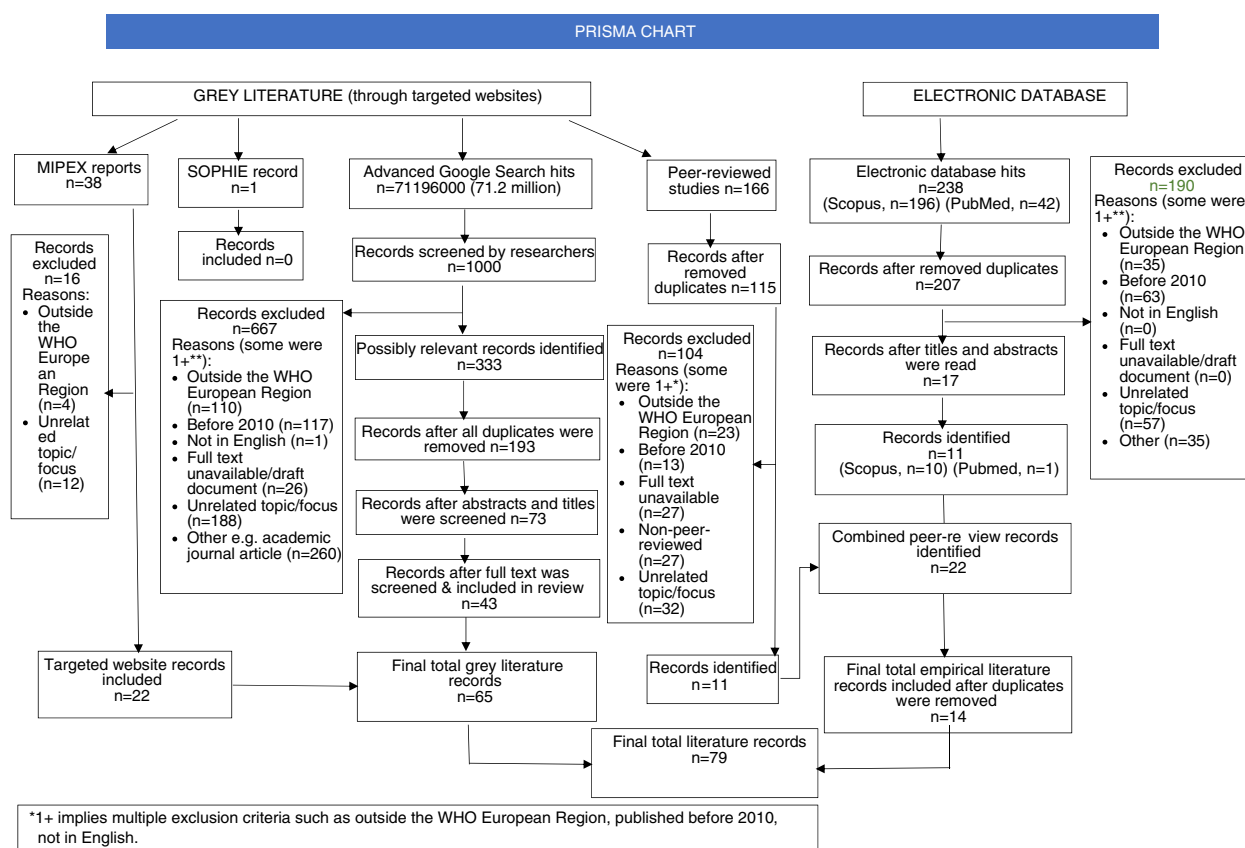 PRISMA CHART
GREY LITERATURE (through targeted websites)
ELECTRONIC DATABASE
MIPEX reports
n=38
SOPHIE record
n=1
Advanced Google Search hits
n=71196000 (71.2 million)
Peer-reviewed
studies n=166
Electronic database hits
n=238
(Scopus, n=196) (PubMed, n=42)
Records excluded
n=190
Reasons (some were
1+**):
• Outside the WHO
European Region
(n=35)
• Before 2010
(n=63)
• Not in English
(n=0)
• Full text
unavailable/draft
document (n=0)
• Unrelated
topic/focus
(n=57)
• Other (n=35)
Records
excluded
n=16
Reasons:
• Outside
the
WHO
Europe
an
Region
(n=4)
• Unrelat
ed
topic/
focus
(n=12)
Records
included n=0
Records screened by researchers
n=1000
Records after
removed
duplicates n=115
Records after removed duplicates
n=207
Records excluded
n=667
Reasons (some were 1+**):
• Outside the WHO
European Region
(n=110)
• Before 2010 (n=117)
• Not in English (n=1)
• Full text
unavailable/draft
document (n=26)
• Unrelated topic/focus
(n=188)
• Other e.g. academic
journal article (n=260)
Possibly relevant records identified
n=333
Records excluded
n=104
Reasons (some
were 1+*):
• Outside the
WHO European
Region (n=23)
• Before 2010
(n=13)
• Full text
unavailable
(n=27)
• Non-peer-
reviewed
(n=27)
• Unrelated
topic/focus
(n=32)
Records after titles and abstracts
were read
n=17
Records after all duplicates were
removed n=193
Records identified
n=11
(Scopus, n=10) (Pubmed, n=1)
Records after abstracts and titles
were screened n=73
Combined peer-re view records
identified
n=22
Records after full text was
screened & included in review
n=43
Targeted website records
included
n=22
Final total grey literature
records
n=65
Records identified
n=11
Final total empirical literature
records included after duplicates
were removed
n=14
Final total literature records
n=79
*1+ implies multiple exclusion criteria such as outside the WHO European Region, published before 2010,
not in English.